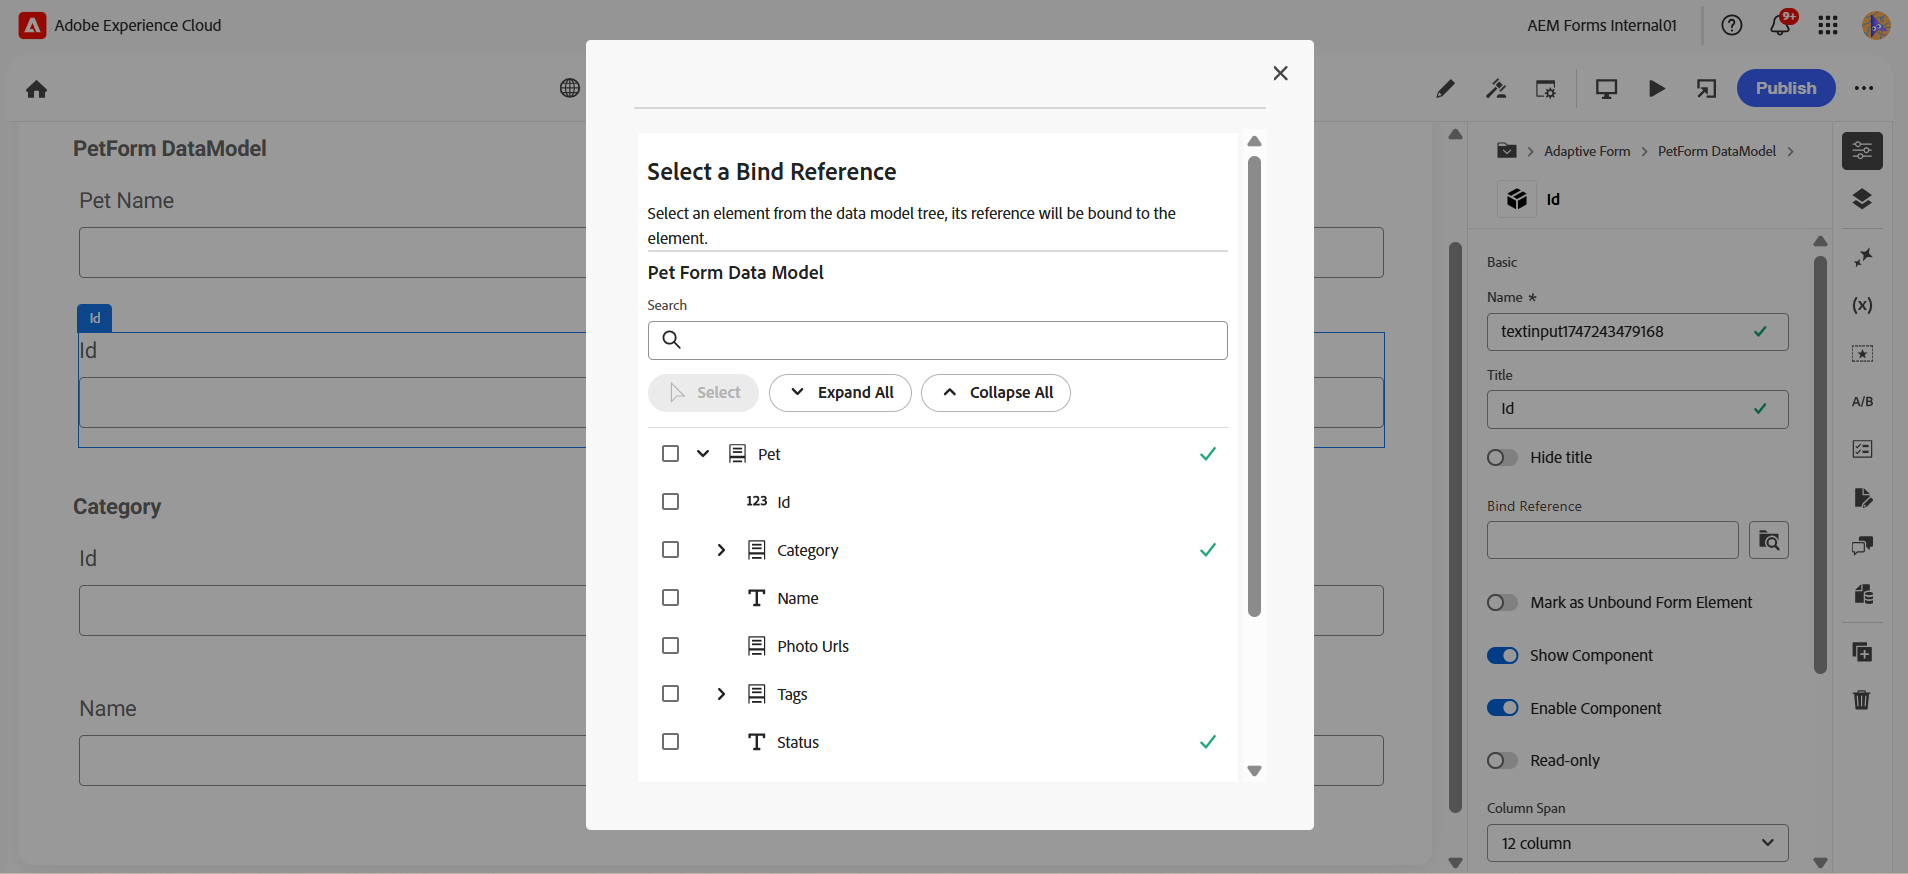 Adobe Experience Cloud
AEM Forms Internal01
9+
Publish
PetForm DataModel
Pet Name
Id
Id
Category
Id
Name
Select a Bind Reference
Select an element from the data model tree, its reference will be bound to the
element.
Pet Form Data Model
Search
Select
Expand All
Collapse All
Pet
123 Id
Category
Name
Photo Urls
Tags
Status
Adaptive Form
PetForm DataModel
Id
Basic
Name *
textinput1747243479168
Title
Id
Hide title
Bind Reference
Mark as Unbound Form Element
Show Component
Enable Component
Read-only
Column Span
12 column
(x)
A/B